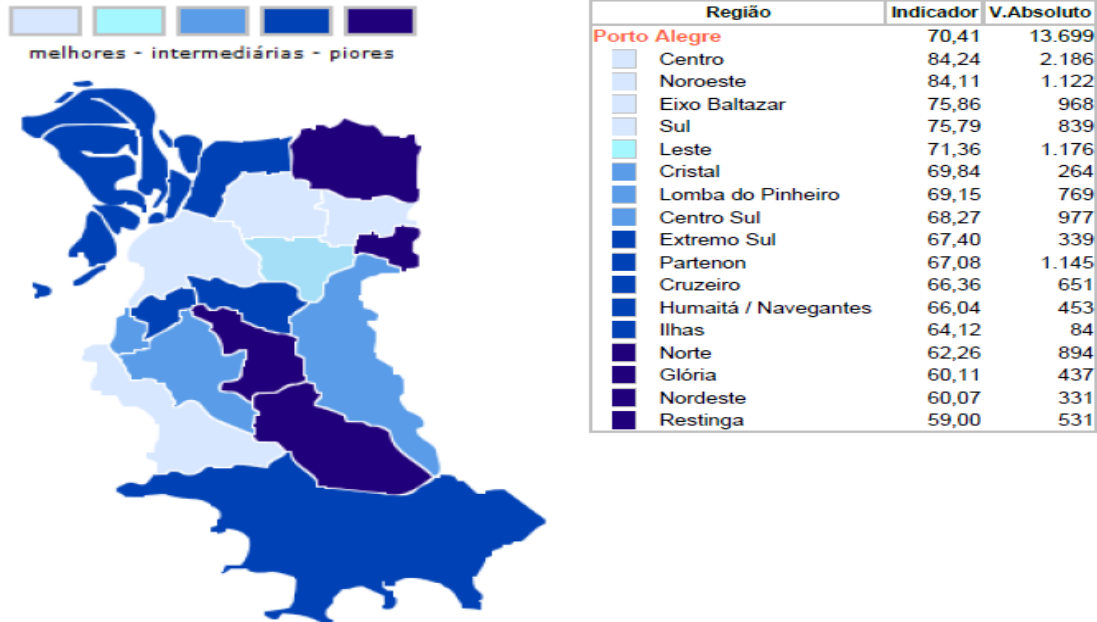 melhores - intermediárias - piores
Região Indicador V.Absoluto
Porto Alegre 70,41 13.699
Centro 84,24 2.186
Noroeste 84,11 1.122
Eixo Baltazar 75,86 968
Sul 75,79 839
Leste 71,36 1.176
Cristal 69,84 264
Lomba do Pinheiro 69,15 769
Centro Sul 68,27 977
Extremo Sul 67,40 339
Partenon 67,08 1.145
Cruzeiro 66,36 651
Humaitá / Navegantes 66,04 453
Ilhas 64,12 84
Norte 62,26 894
Glória 60,11 437
Nordeste 60,07 331
Restinga 59,00 531